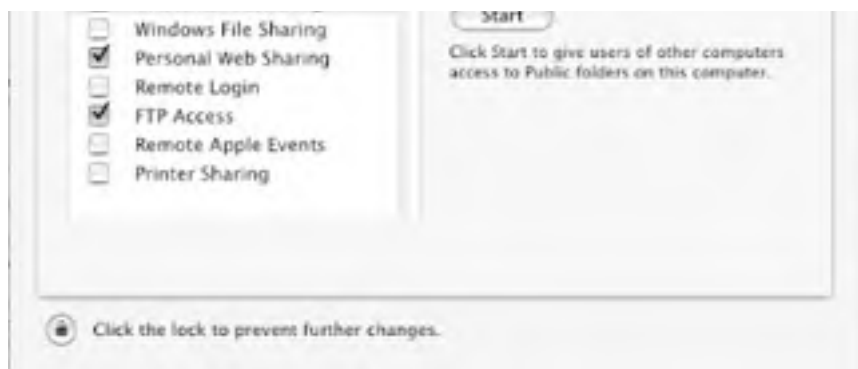 Windows File Sharing
Personal Web Sharing
Remote Login
FTP Access
Remote Apple Events
Printer Sharing
Start
Click Start to give users of other computers
access to Public folders on this computer.
Click the lock to prevent further changes.